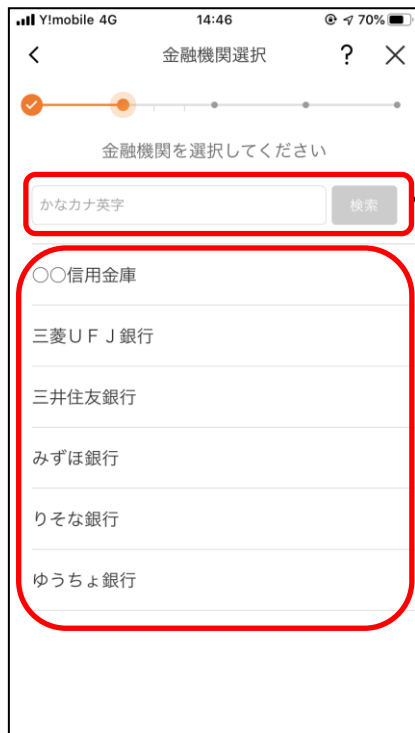 Y!mobile 4G 14:46 70%
金融機関選択 ?
金融機関を選択してください
かなカナ英字 検索
〇〇信用金庫
三菱ＵＦＪ銀行
三井住友銀行
みずほ銀行
りそな銀行
ゆうちょ銀行